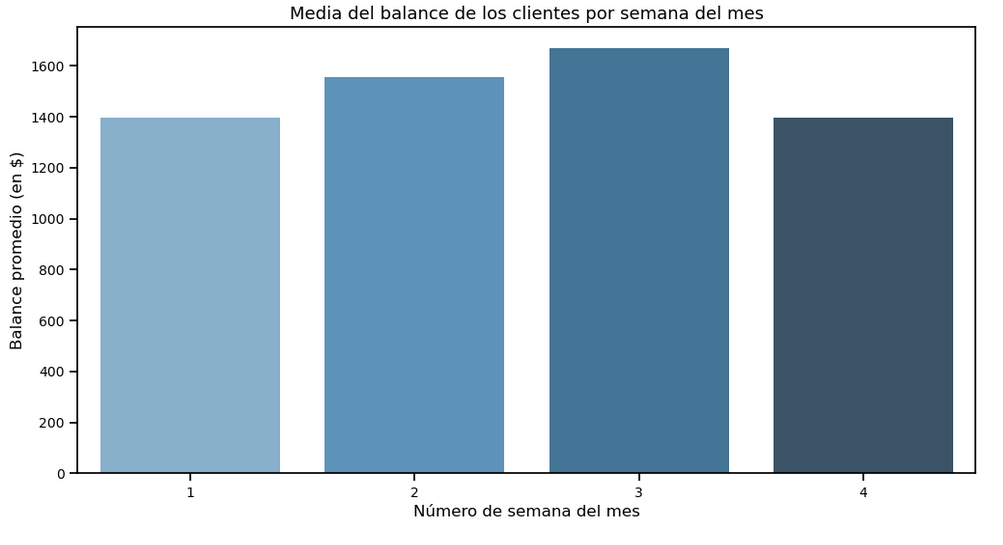 Media del balance de los clientes por semana del mes
Balance promedio (en $)
1600
1400
1200
1000
800
600
400
200
0
1 2 3 4
Número de semana del mes